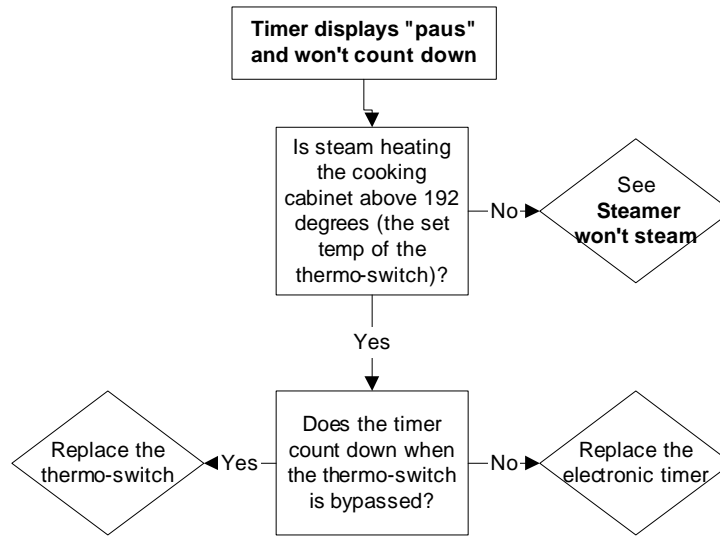 Timer displays "paus"
and won't count down
Is steam heating
the cooking
cabinet above 192
degrees (the set
temp of the
thermo-switch)?
No
See
Steamer
won't steam
Yes
Does the timer
count down when
the thermo-switch
is bypassed?
Yes
Replace the
thermo-switch
No
Replace the
electronic timer